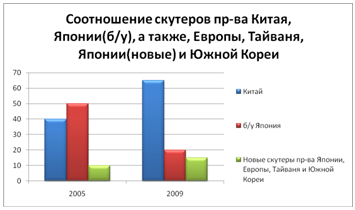 Соотношение скутеров пр-ва Китая,
Японии(б/у), а также, Европы, Тайваня,
Японии(новые) и Южной Кореи
70
60
50
40
30
20
10
0
2005
2009
Китай
б/у Япония
Новые скутеры пр-ва Японии,
Европы, Тайваня и Южной
Кореи